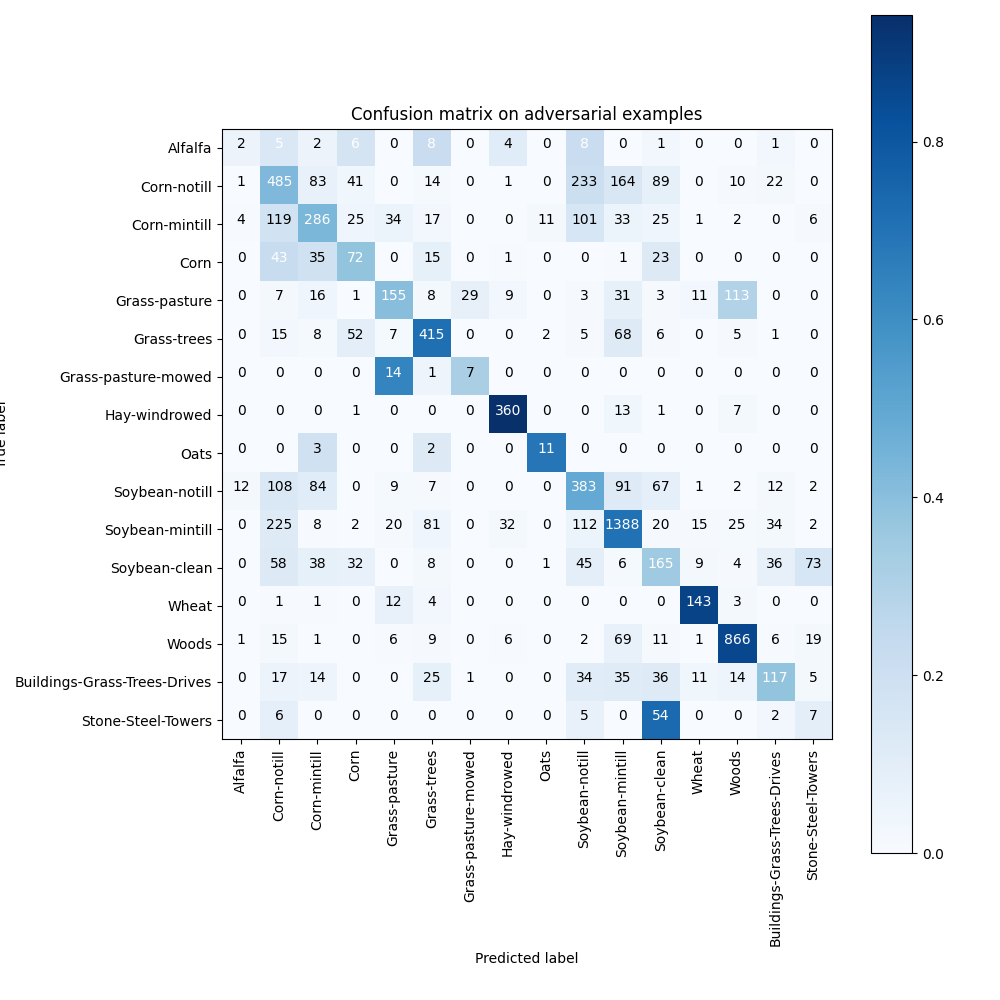 Confusion matrix on adversarial examples
Alfalfa 2 5 2 6 0 8 0 4 0 8 0 1 0 0 1 0
Corn-notill 1 485 83 41 0 14 0 1 0 233 164 89 0 10 22 0
Corn-mintill 4 119 286 25 34 17 0 0 11 101 33 25 1 2 0 6
Corn 0 43 35 72 0 15 0 1 0 0 1 23 0 0 0 0
Grass-pasture 0 7 16 1 155 8 29 9 0 3 31 3 11 113 0 0
Grass-trees 0 15 8 52 7 415 0 0 2 5 68 6 0 5 1 0
Grass-pasture-mowed 0 0 0 0 14 1 7 0 0 0 0 0 0 0 0 0
Hay-windrowed 0 0 0 1 0 0 0 360 0 0 13 1 0 7 0 0
Oats 0 0 3 0 0 2 0 0 11 0 0 0 0 0 0 0
Soybean-notill 12 108 84 0 9 7 0 0 0 383 91 67 1 2 12 2
Soybean-mintill 0 225 8 2 20 81 0 32 0 112 1388 20 15 25 34 2
Soybean-clean 0 58 38 32 0 8 0 0 1 45 6 165 9 4 36 73
Wheat 0 1 1 0 12 4 0 0 0 0 0 0 143 3 0 0
Woods 1 15 1 0 6 9 0 6 0 2 69 11 1 866 6 19
Buildings-Grass-Trees-Drives 0 17 14 0 0 25 1 0 0 34 35 36 11 14 117 5
Stone-Steel-Towers 0 6 0 0 0 0 0 0 0 5 0 54 0 0 2 7
Alfalfa
Corn-notill
Corn-mintill
Corn
Grass-pasture
Grass-trees
Grass-pasture-mowed
Hay-windrowed
Oats
Soybean-notill
Soybean-mintill
Soybean-clean
Wheat
Woods
Buildings-Grass-Trees-Drives
Stone-Steel-Towers
Predicted label
label
0.8
0.6
0.4
0.2
0.0